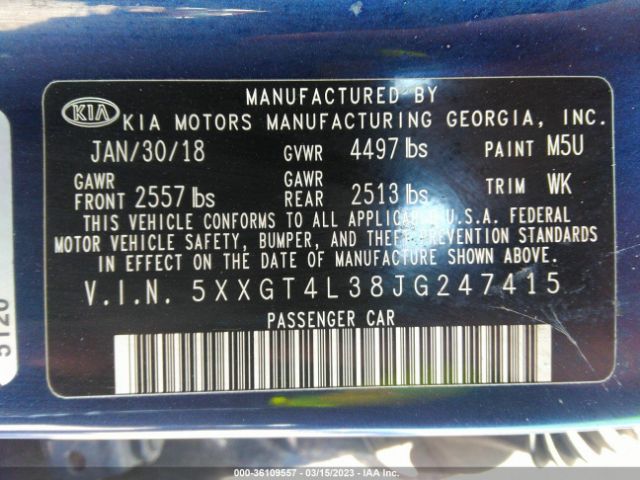 KIA
MANUFACTURED BY
KIA MOTORS MANUFACTURING GEORGIA, INC.
JAN/30/18 GVWR 4497 lbs PAINT M5U
GAWR FRONT 2557 lbs GAWR REAR 2513 lbs TRIM WK
THIS VEHICLE CONFORMS TO ALL APPLICABLE U.S.A. FEDERAL
MOTOR VEHICLE SAFETY, BUMPER, AND THEFT PREVENTION STANDARDS
IN EFFECT ON THE DATE OF MANUFACTURE SHOWN ABOVE.
V.I.N. 5XXGT4L38JG247415
PASSENGER CAR
5120
000-36109557 — 03/15/2023 — IAA Inc.